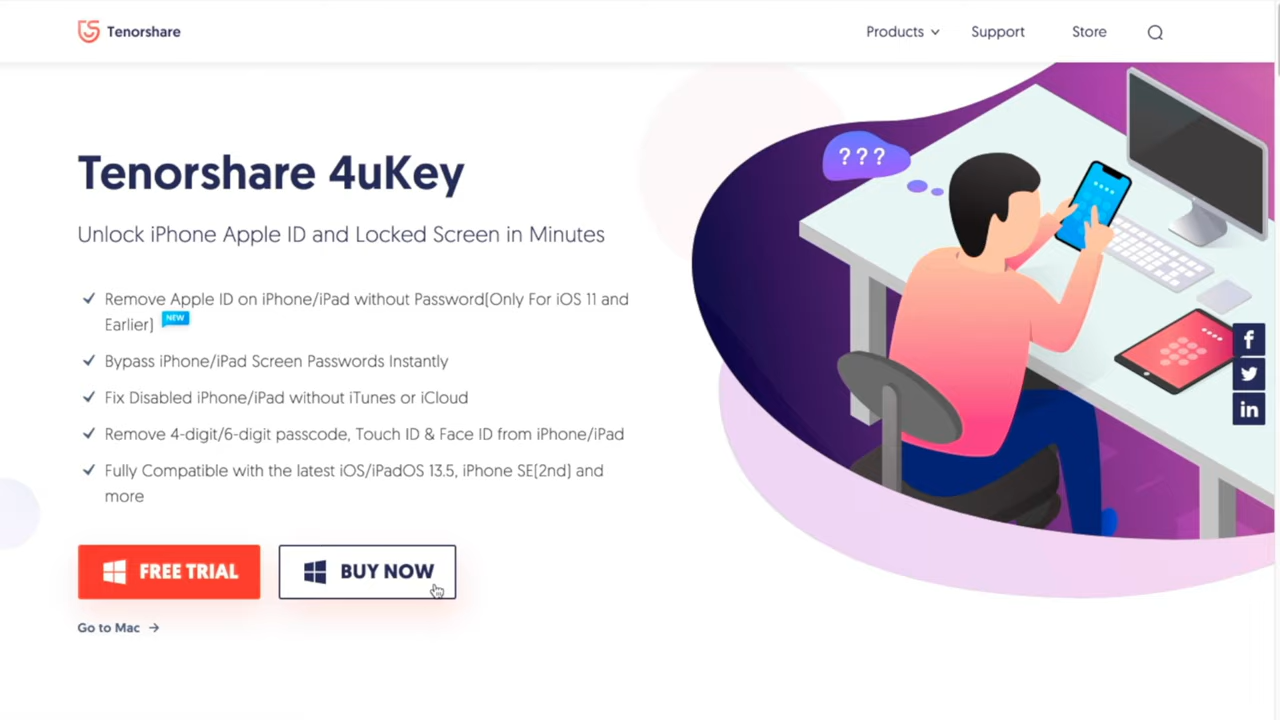 Tenorshare
Products
Support
Store
Tenorshare 4uKey
Unlock iPhone Apple ID and Locked Screen in Minutes
Remove Apple ID on iPhone/iPad without Password[Only For iOS 11 and
Earlier] NEW
Bypass iPhone/iPad Screen Passwords Instantly
Fix Disabled iPhone/iPad without iTunes or iCloud
Remove 4-digit/6-digit passcode, Touch ID & Face ID from iPhone/iPad
Fully Compatible with the latest iOS/iPadOS 13.5, iPhone SE[2nd] and
more
FREE TRIAL
BUY NOW
Go to Mac →
???
f
in